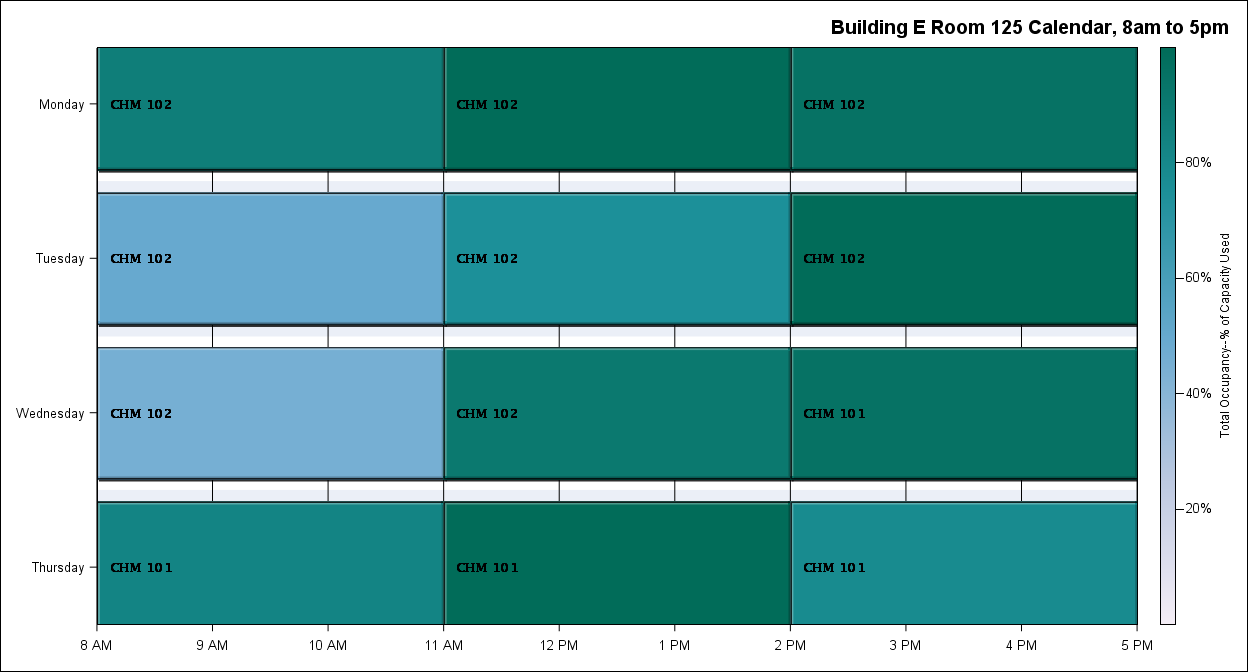 Building E Room 125 Calendar, 8am to 5pm
Monday
CHM 102
CHM 102
CHM 102
Tuesday
CHM 102
CHM 102
CHM 102
Wednesday
CHM 102
CHM 102
CHM 101
Thursday
CHM 101
CHM 101
CHM 101
8 AM
9 AM
10 AM
11 AM
12 PM
1 PM
2 PM
3 PM
4 PM
5 PM
80%
60%
40%
20%
Total Occupancy--% of Capacity Used